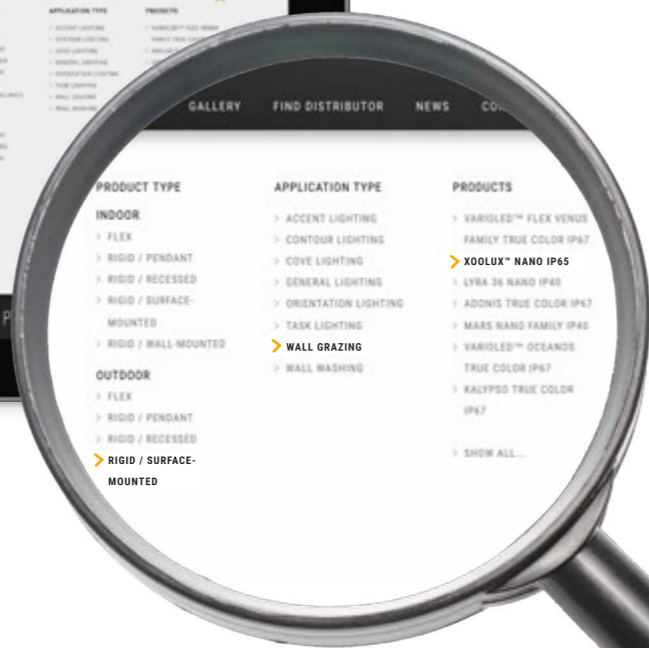 APPLICATION TYPE
PRODUCTS
GALLERY
FIND DISTRIBUTOR
NEWS
PRODUCT TYPE
INDOOR
> FLEX
> RIGID / PENDANT
> RIGID / RECESSED
> RIGID / SURFACE-
MOUNTED
> RIGID / WALL-MOUNTED
OUTDOOR
> FLEX
> RIGID / PENDANT
> RIGID / RECESSED
> RIGID / SURFACE-
MOUNTED
APPLICATION TYPE
> ACCENT LIGHTING
> CONTOUR LIGHTING
> COVE LIGHTING
> GENERAL LIGHTING
> ORIENTATION LIGHTING
> TASK LIGHTING
> WALL GRAZING
> WALL WASHING
PRODUCTS
> VARIOLED™ FLEX VENUS
FAMILY TRUE COLOR IP67
> XOOLUX™ NANO IP65
> LYRA 36 NANO IP40
> ADONIS TRUE COLOR IP67
> MARS NANO FAMILY IP40
> VARIOLED™ OCEANOS
TRUE COLOR IP67
> KALYPSO TRUE COLOR
IP67
> SHOW ALL...